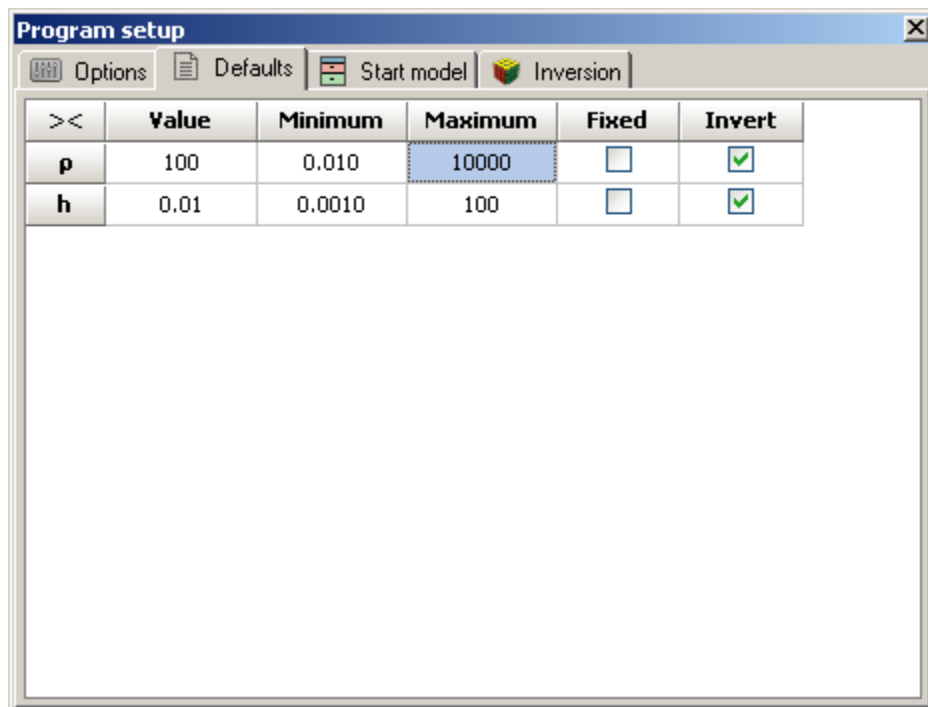 Program setup
Options Defaults Start model Inversion
>< Value Minimum Maximum Fixed Invert
ρ 100 0.010 10000
h 0.01 0.0010 100